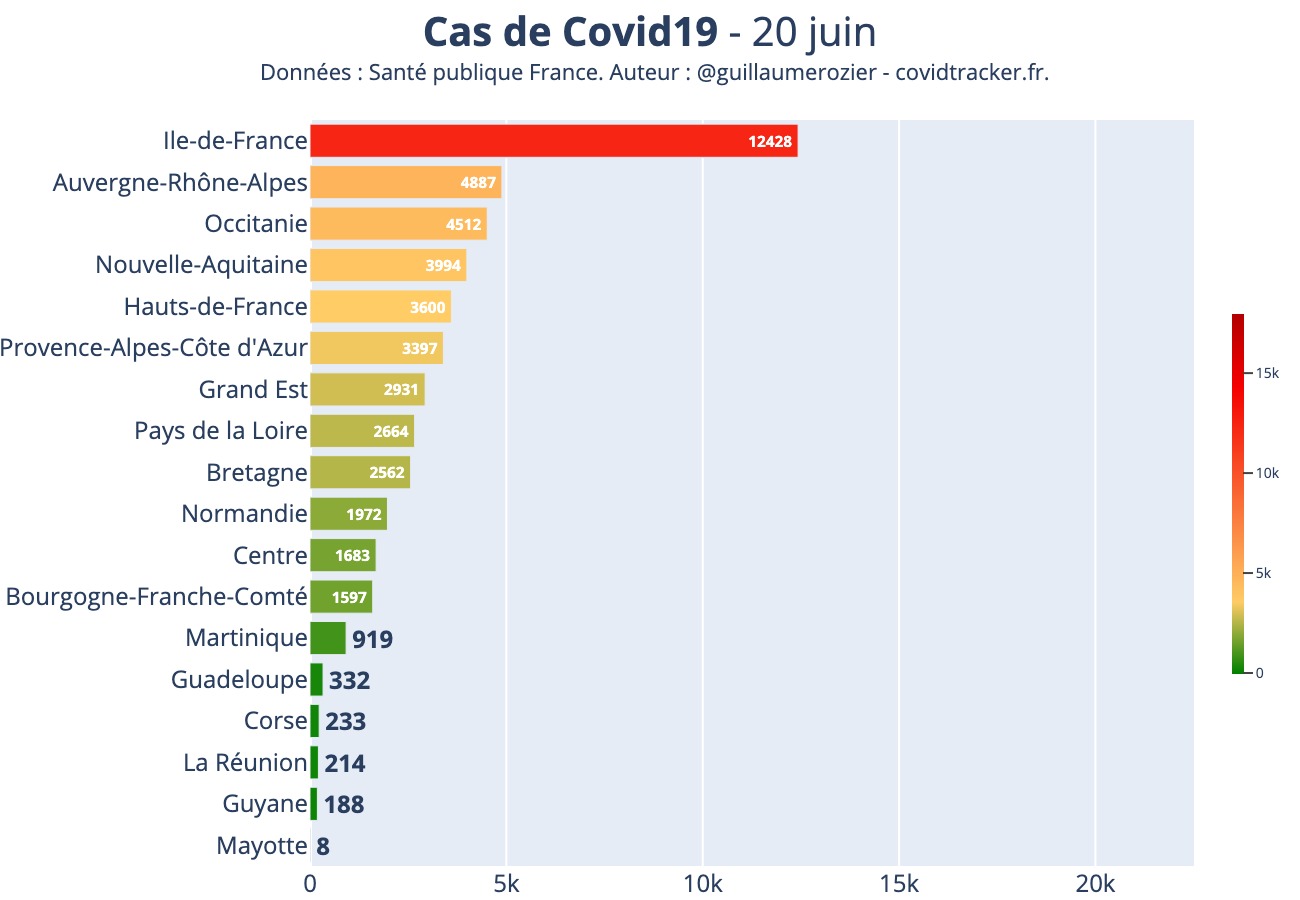 Cas de Covid19 - 20 juin
Données : Santé publique France. Auteur : @guillaumerozier - covidtracker.fr.
Ile-de-France 12428
Auvergne-Rhône-Alpes 4887
Occitanie 4512
Nouvelle-Aquitaine 3994
Hauts-de-France 3600
Provence-Alpes-Côte d'Azur 3397
Grand Est 2931
Pays de la Loire 2664
Bretagne 2562
Normandie 1972
Centre 1683
Bourgogne-Franche-Comté 1597
Martinique 919
Guadeloupe 332
Corse 233
La Réunion 214
Guyane 188
Mayotte 8
0 5k 10k 15k 20k
15k
10k
5k
0